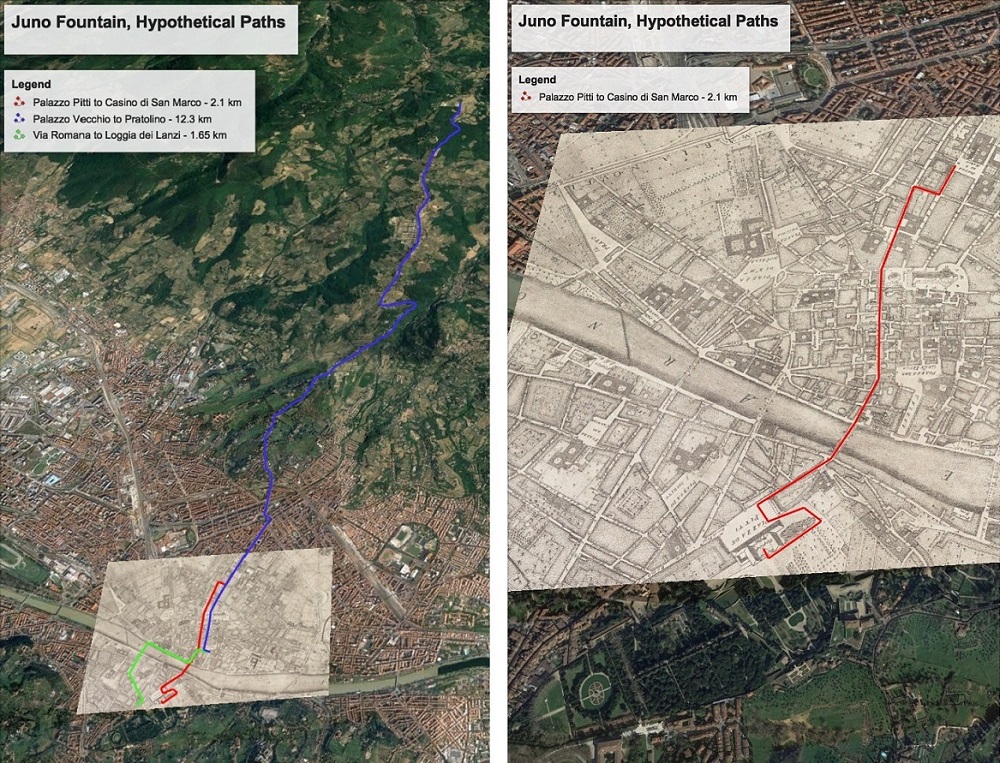 Juno Fountain, Hypothetical Paths
Legend
Palazzo Pitti to Casino di San Marco - 2.1 km
Palazzo Vecchio to Pratolino - 12.3 km
Via Romana to Loggia dei Lanzi - 1.65 km
Juno Fountain, Hypothetical Paths
Legend
Palazzo Pitti to Casino di San Marco - 2.1 km
N
R
A